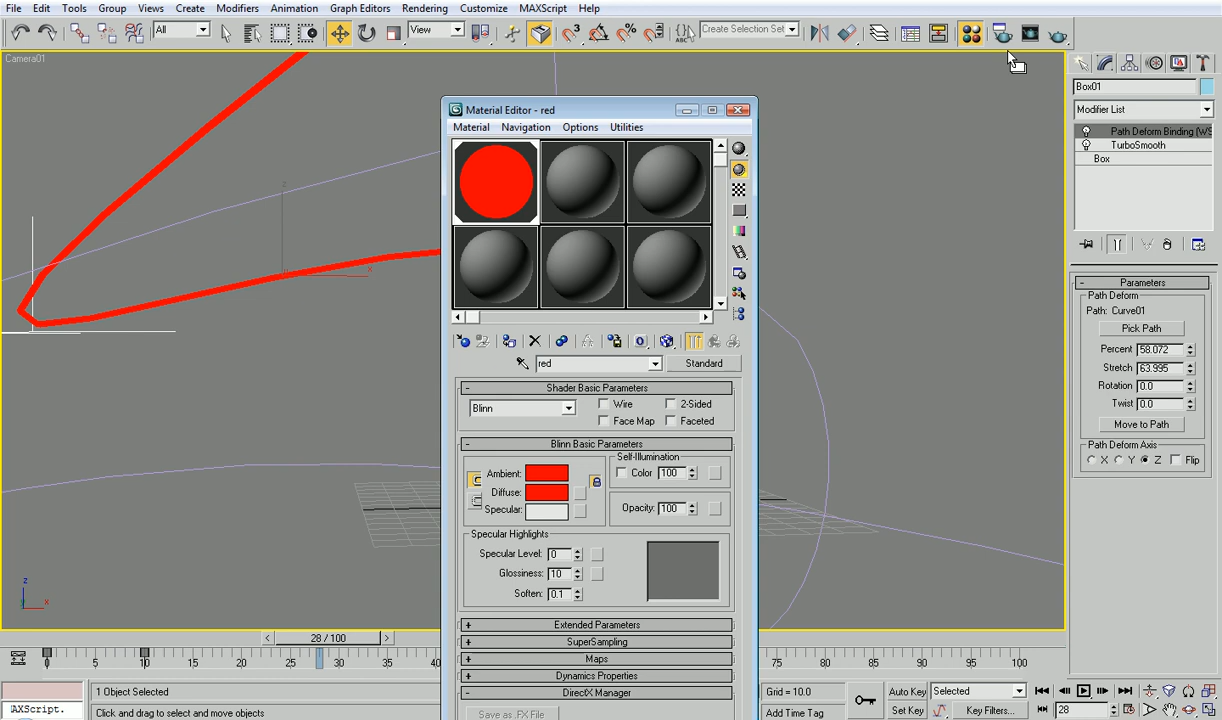 File Edit Tools Group Views Create Modifiers Animation Graph Editors Rendering Customize MAXScript Help
All View Create Selection Set
Camera01
Material Editor - red
Material Navigation Options Utilities
red Standard
Shader Basic Parameters
Blinn Wire 2-Sided
Face Map Faceted
Blinn Basic Parameters
Self-Illumination
Ambient: Color 100
Diffuse:
Specular: Opacity: 100
Specular Highlights
Specular Level: 0
Glossiness: 10
Soften: 0.1
Extended Parameters
SuperSampling
Maps
Dynamics Properties
DirectX Manager
Save as .FX File
Box01
Modifier List
Path Deform Binding (WS
TurboSmooth
Box
Parameters
Path Deform
Path: Curve01
Pick Path
Percent 58.072
Stretch 63.995
Rotation 0.0
Twist 0.0
Move to Path
Path Deform Axis
X Y Z Flip
z
x
z
x
y
< 28 / 100 >
0 5 10 15 20 25 30 35 40 75 80 85 90 95 100
1 Object Selected Grid = 10.0 Auto Key Selected
AXScript. Click and drag to select and move objects Add Time Tag Set Key Key Filters... 28